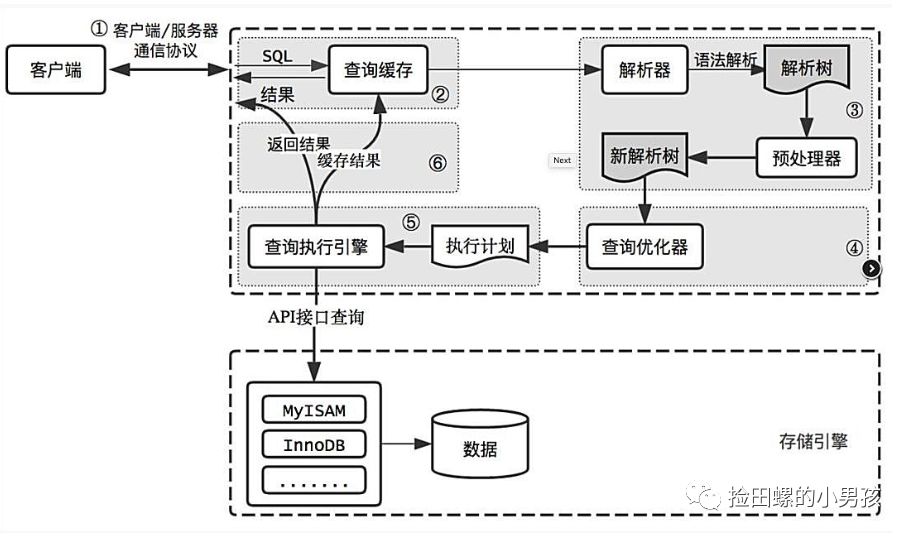 ① 客户端/服务器
通信协议
客户端
SQL
结果
查询缓存
②
解析器
语法解析
解析树
③
预处理器
新解析树
Next
返回结果
缓存结果
⑥
查询执行引擎
⑤
执行计划
查询优化器
④
API接口查询
MyISAM
InnoDB
.......
数据
存储引擎
捡田螺的小男孩